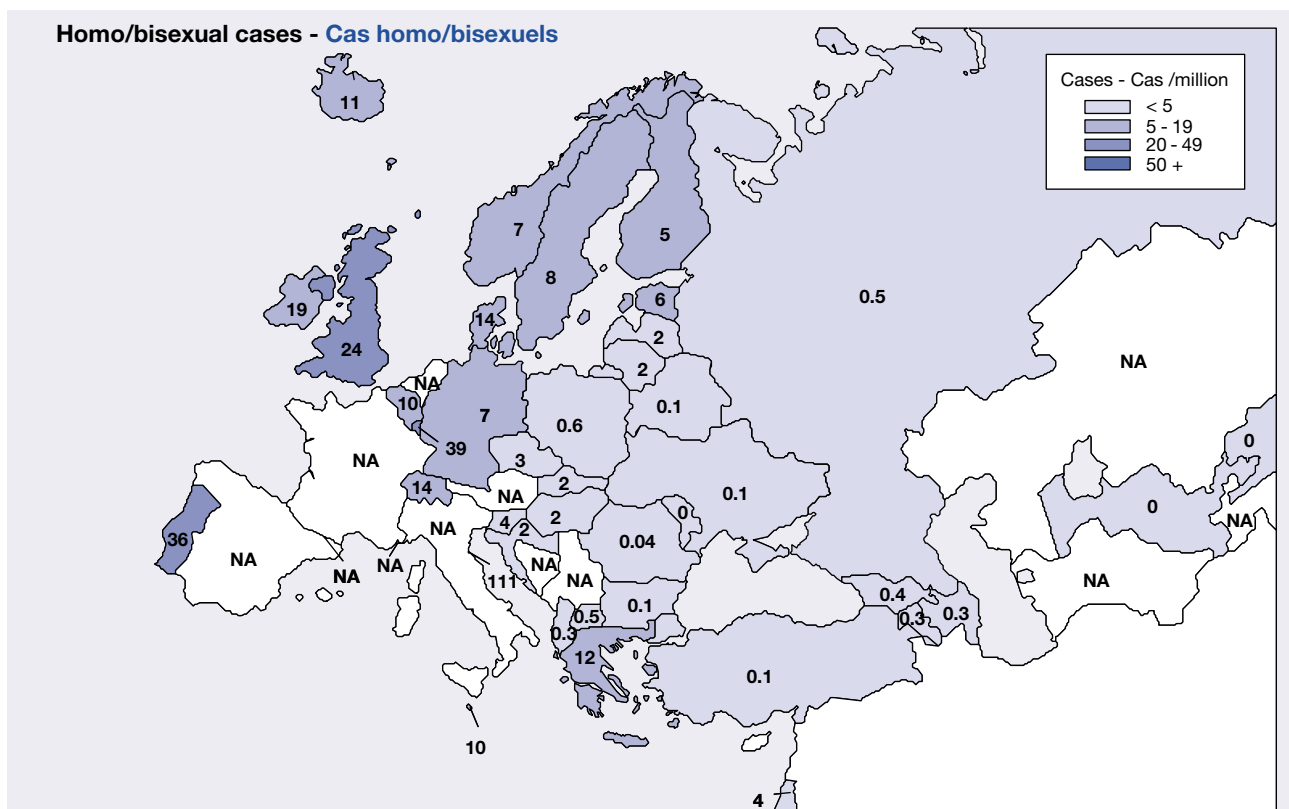 Homo/bisexual cases - Cas homo/bisexuels
Cases - Cas /million
< 5
5 - 19
20 - 49
50 +
11
7
5
8
0.5
6
19
14
2
24
2
NA
NA
10
0.1
7
0.6
39
0
3
NA
14
2
NA
0.1
0
4
2
2
0
NA
36
NA
0.04
NA
NA
NA
NA
NA
NA
111
0.4
0.1
0.5
0.3
0.3
0.3
12
0.1
10
4